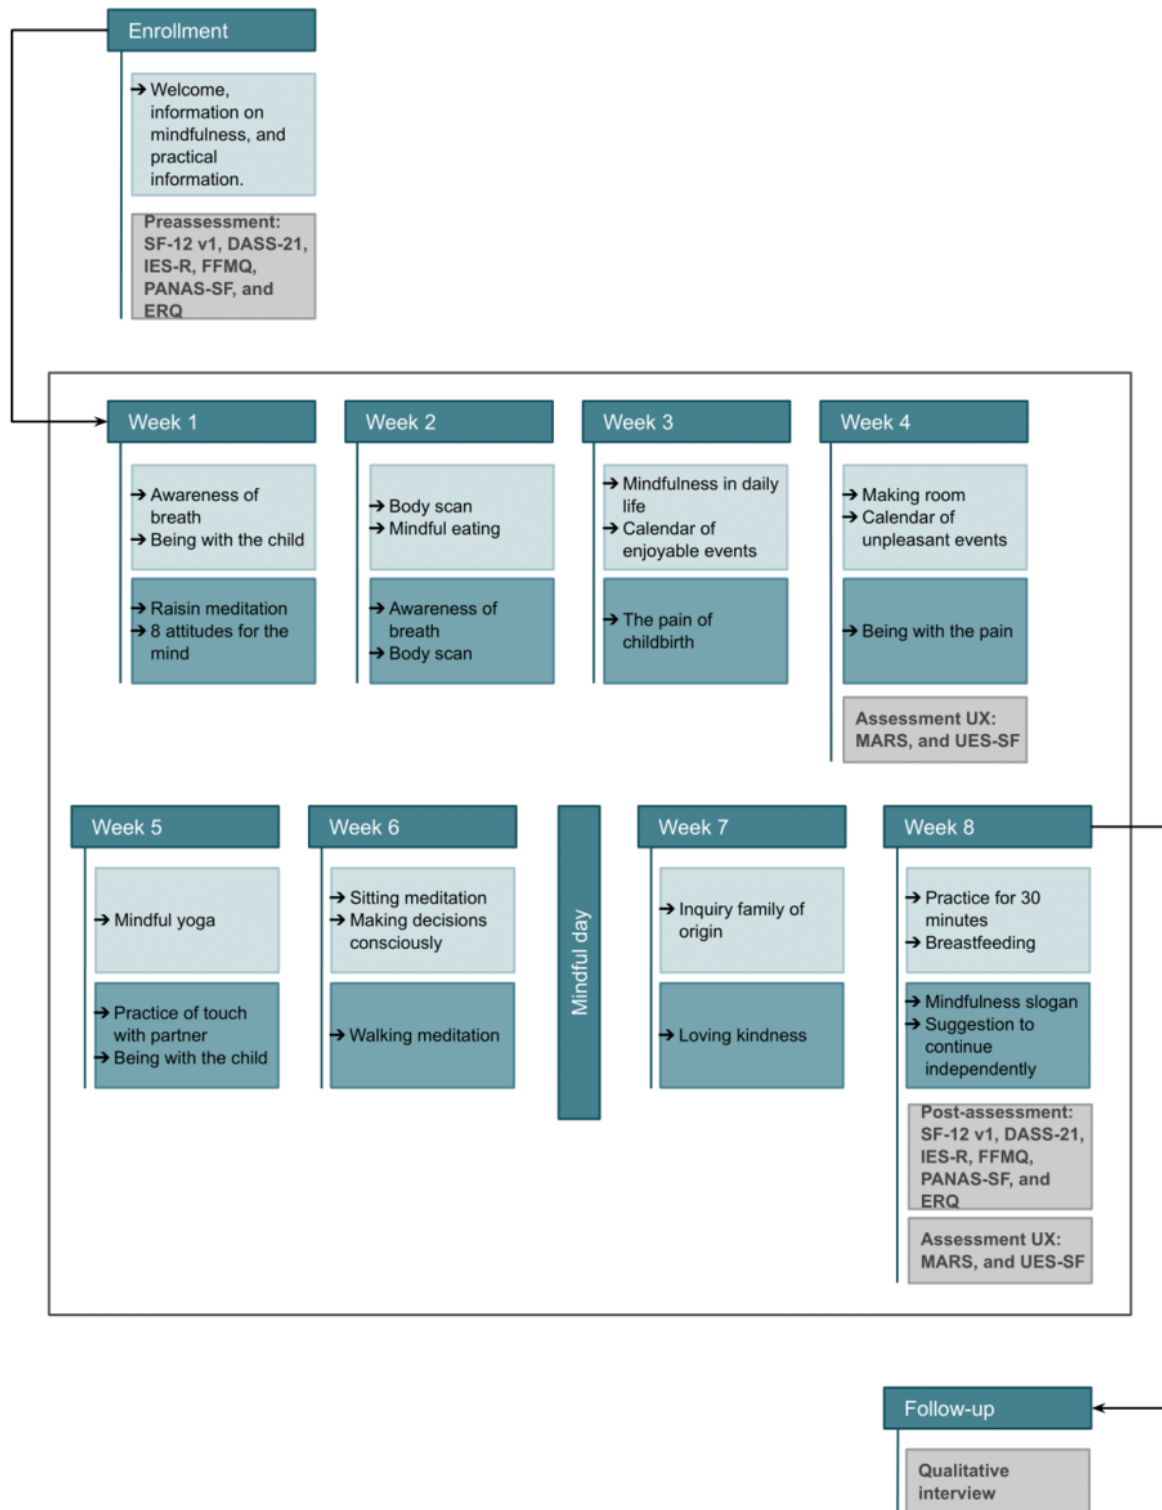 Enrollment
➔ Welcome,
information on
mindfulness, and
practical
information.
Preassessment:
SF-12 v1, DASS-21,
IES-R, FFMQ,
PANAS-SF, and
ERQ
Week 1
➔ Awareness of
breath
➔ Being with the child
➔ Raisin meditation
➔ 8 attitudes for the
mind
Week 2
➔ Body scan
➔ Mindful eating
➔ Awareness of
breath
➔ Body scan
Week 3
➔ Mindfulness in daily
life
➔ Calendar of
enjoyable events
➔ The pain of
childbirth
Week 4
➔ Making room
➔ Calendar of
unpleasant events
➔ Being with the pain
Assessment UX:
MARS, and UES-SF
Week 5
➔ Mindful yoga
➔ Practice of touch
with partner
➔ Being with the child
Week 6
➔ Sitting meditation
➔ Making decisions
consciously
➔ Walking meditation
Mindful day
Week 7
➔ Inquiry family of
origin
➔ Loving kindness
Week 8
➔ Practice for 30
minutes
➔ Breastfeeding
➔ Mindfulness slogan
➔ Suggestion to
continue
independently
Post-assessment:
SF-12 v1, DASS-21,
IES-R, FFMQ,
PANAS-SF, and
ERQ
Assessment UX:
MARS, and UES-SF
Follow-up
Qualitative
interview